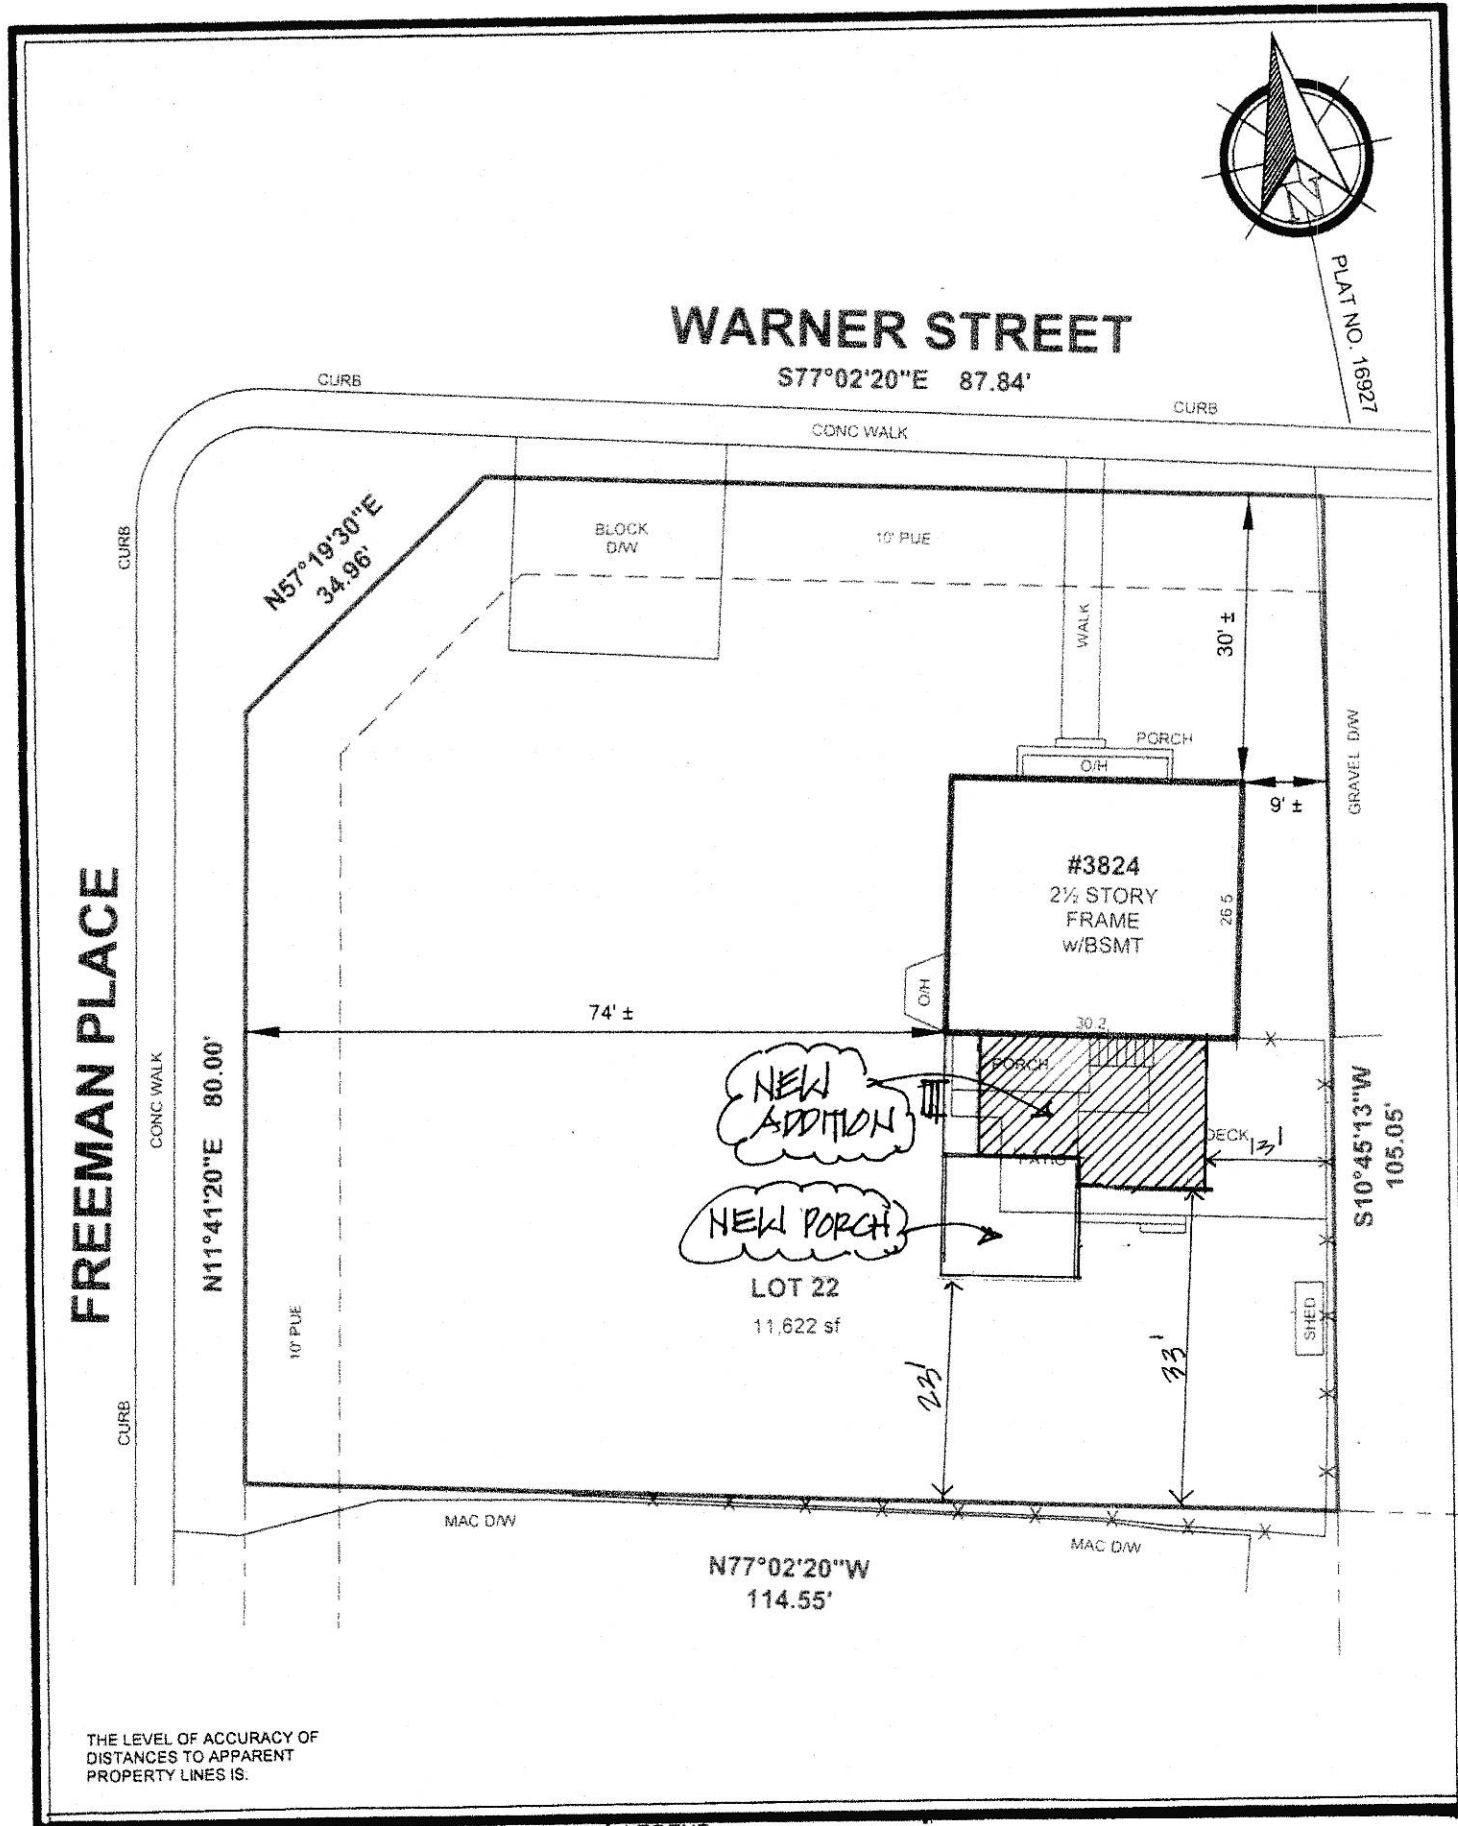 N
PLAT NO. 16927
WARNER STREET
S77°02'20"E 87.84'
CURB
CURB
CONC WALK
N57°19'30"E
34.96'
CURB
BLOCK
D/W
10' PUE
WALK
30' ±
PORCH
O/H
GRAVEL D/W
9' ±
#3824
2½ STORY
FRAME
w/BSMT
26.5
O/H
74' ±
30.2
FREEMAN PLACE
CONC WALK
N11°41'20"E 80.00'
NEW
ADDITION
PORCH
DECK
13'
PATIO
S10°45'13"W
105.05'
NEW PORCH
LOT 22
11,622 sf
SHED
10' PUE
23'
33'
CURB
MAC D/W
MAC D/W
N77°02'20"W
114.55'
THE LEVEL OF ACCURACY OF
DISTANCES TO APPARENT
PROPERTY LINES IS.